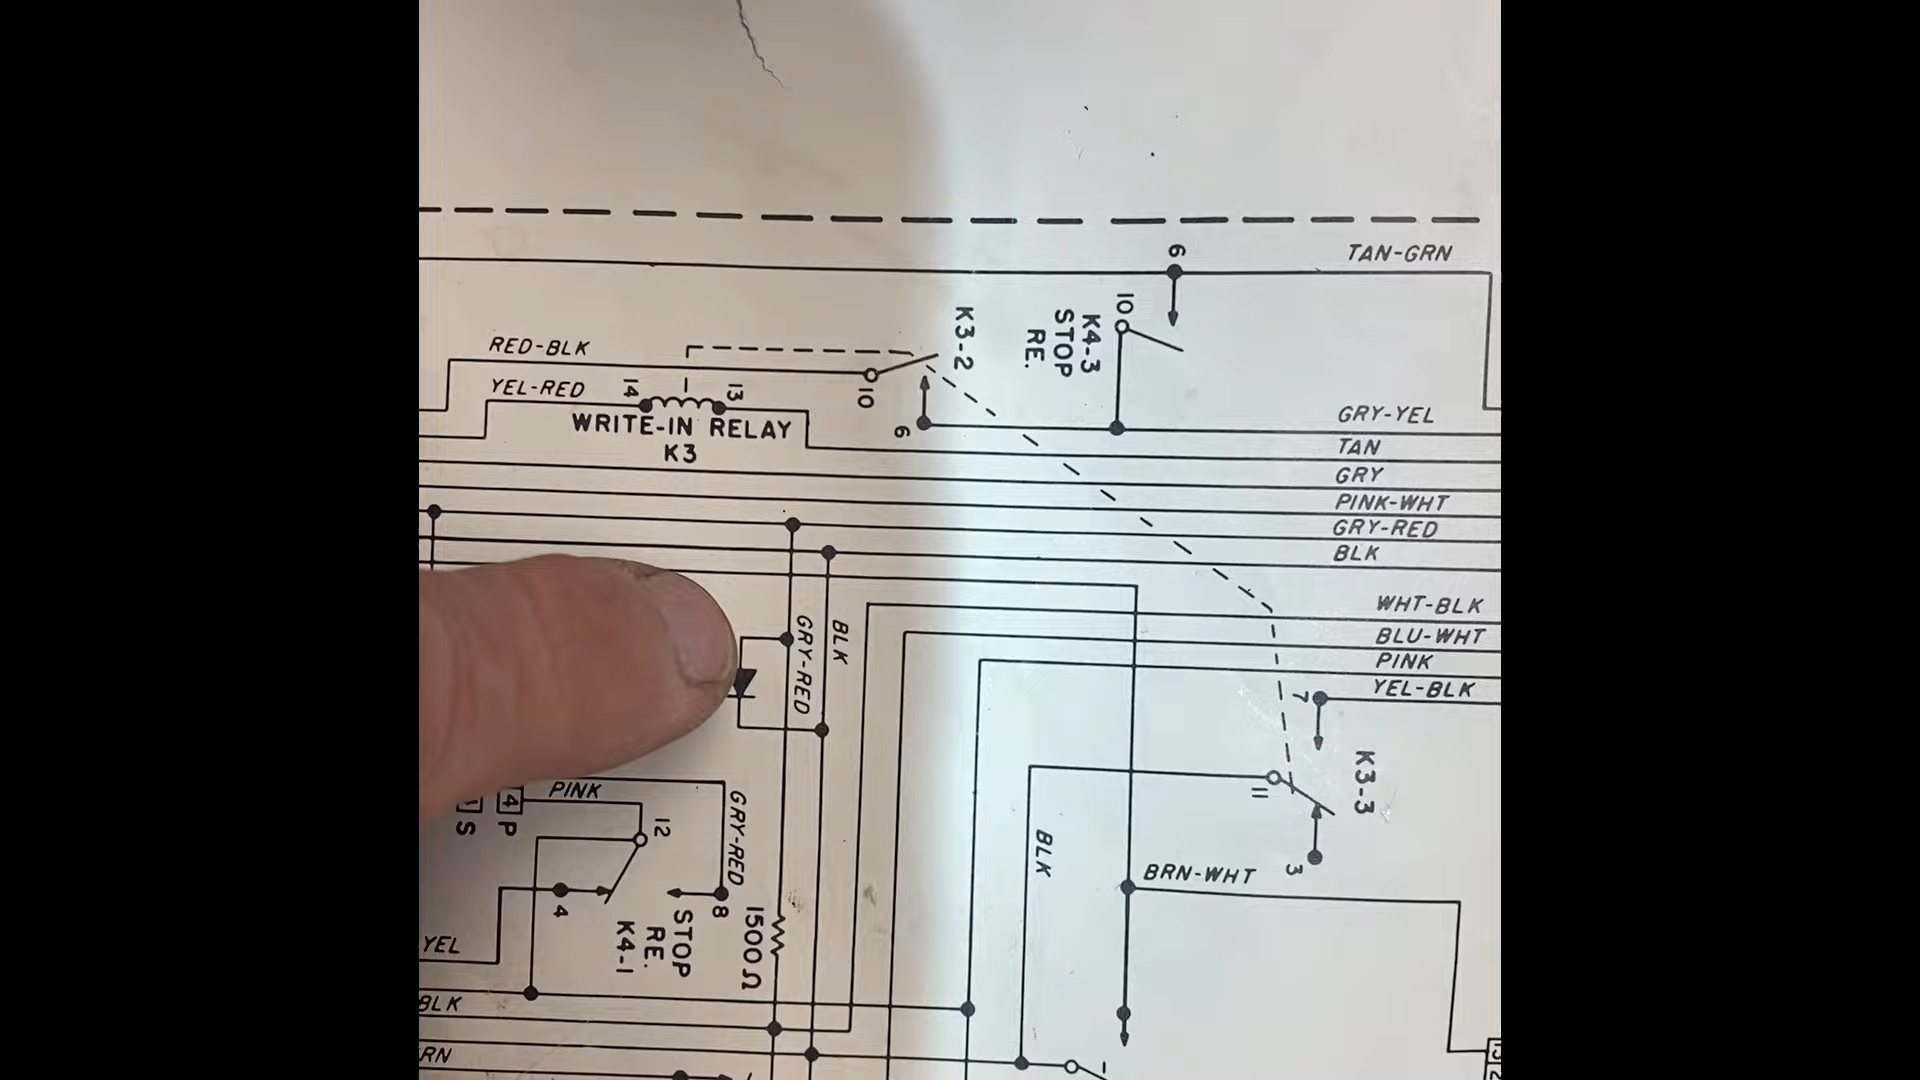 6
TAN-GRN
10
K4-3
STOP
RE.
K3-2
RED-BLK
YEL-RED
14
13
10
6
WRITE-IN RELAY
K3
GRY-YEL
TAN
GRY
PINK-WHT
GRY-RED
BLK
WHT-BLK
BLU-WHT
PINK
YEL-BLK
GRY-RED
BLK
7
K3-3
11
3
PINK
4
S
P
12
GRY-RED
BLK
BRN-WHT
4
8
STOP
RE.
K4-1
1500Ω
YEL
BLK
RN